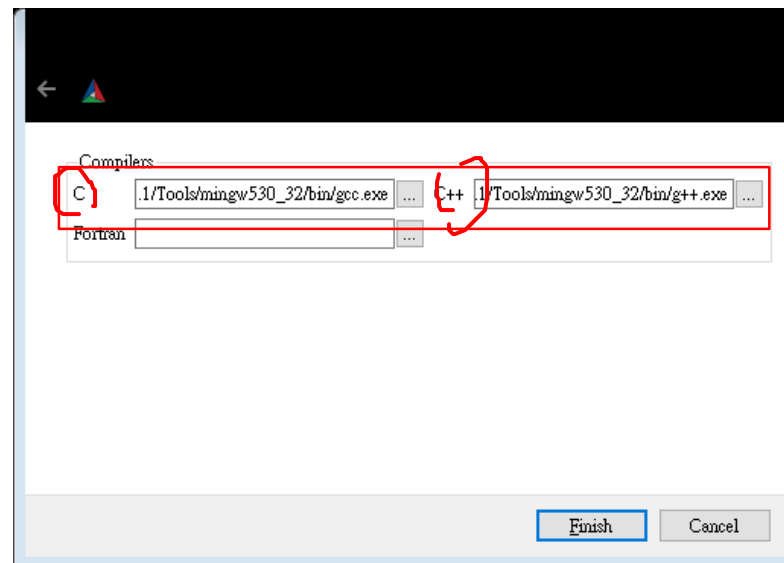 Compilers
C .1/Tools/mingw530_32/bin/gcc.exe ... C++ .1/Tools/mingw530_32/bin/g++.exe ...
Fortran ...
Finish Cancel